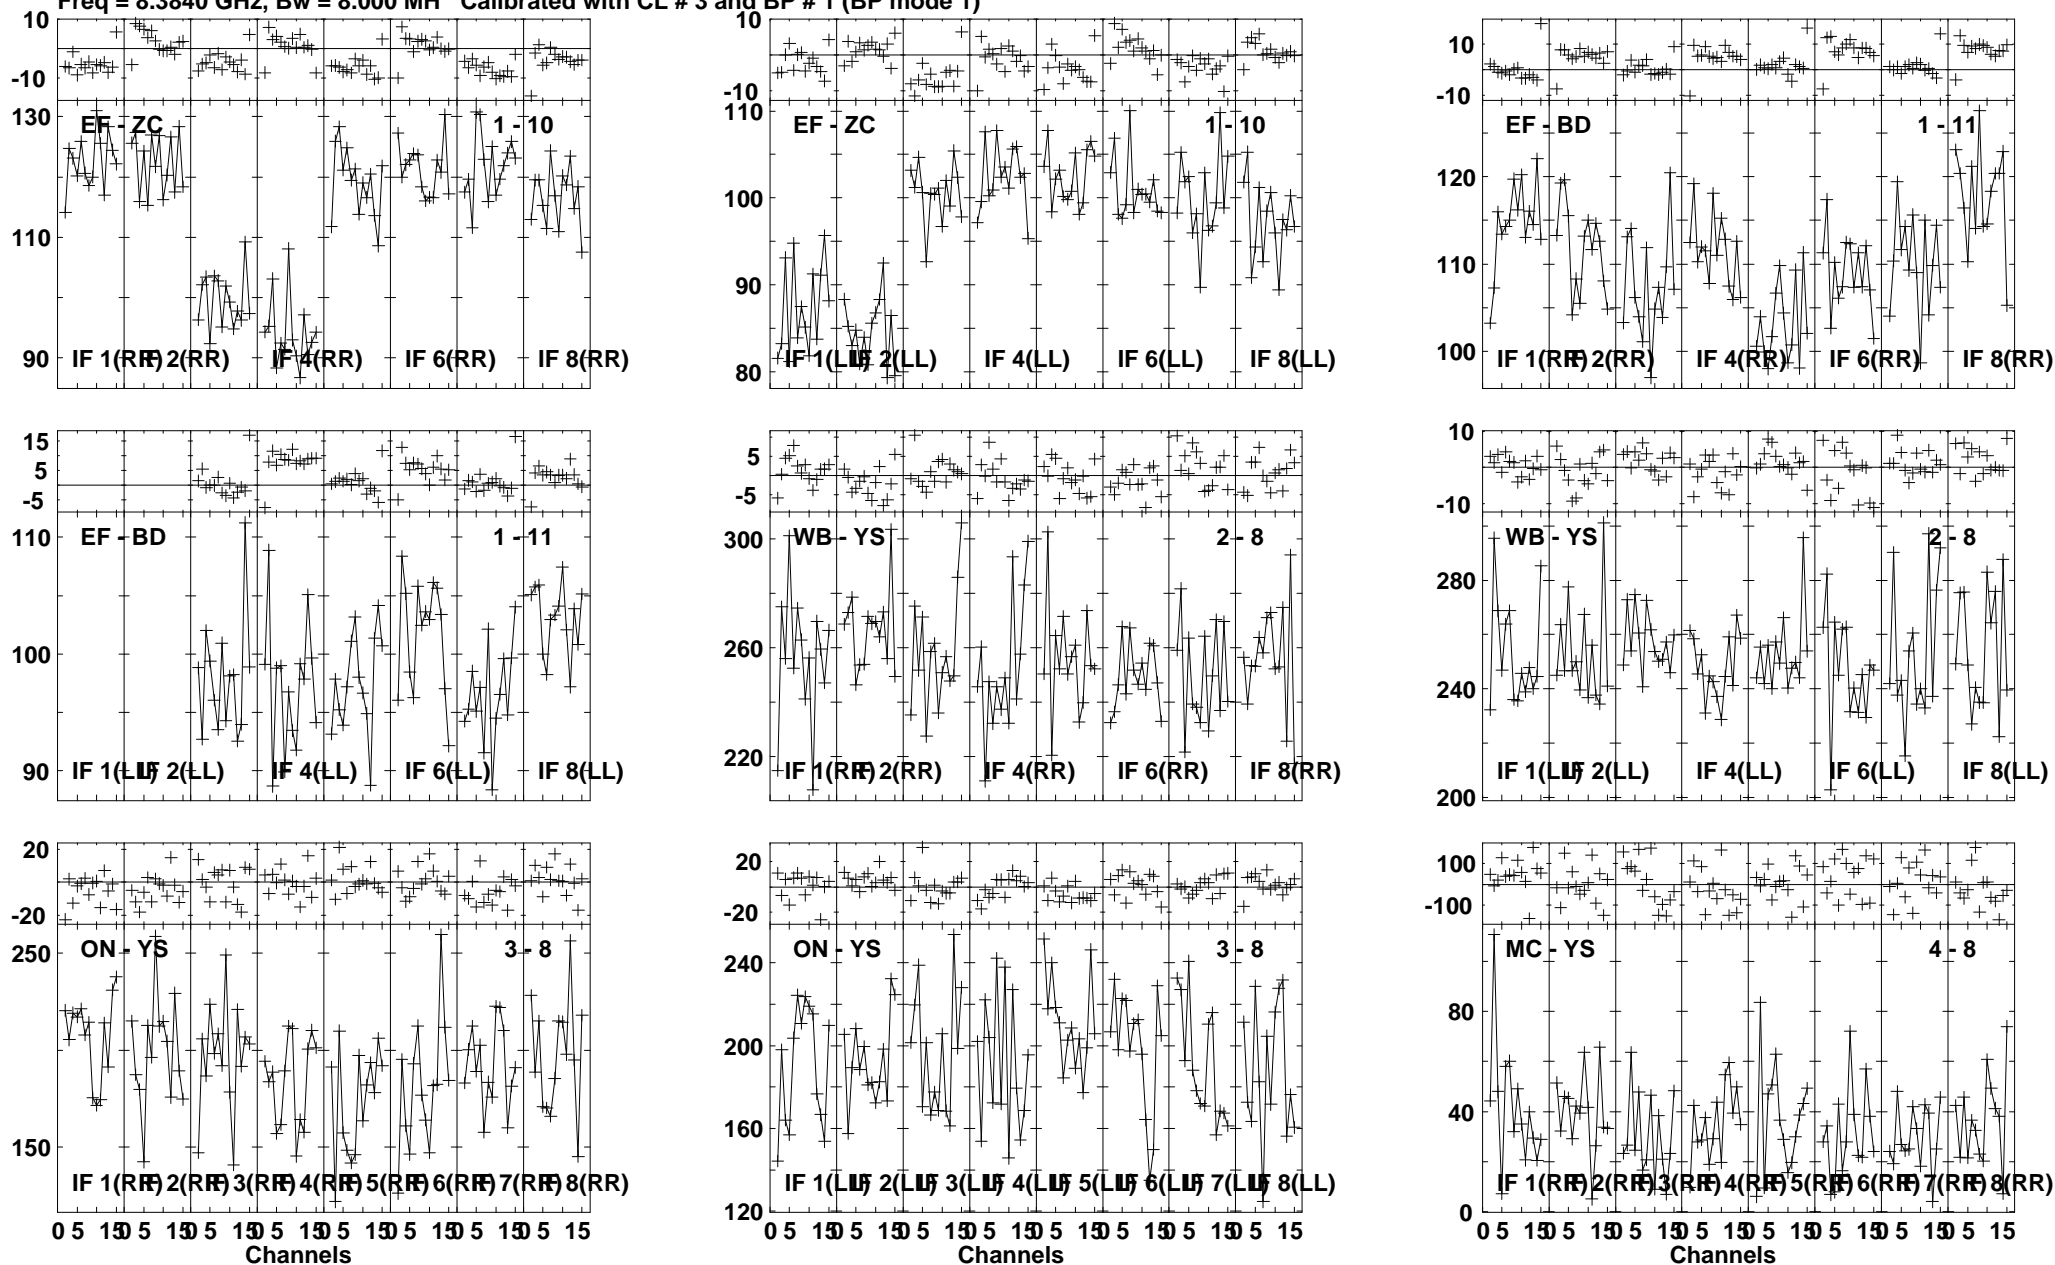 Freq = 8.3840 GHz, Bw = 8.000 MH Calibrated with CL # 3 and BP # 1 (BP mode 1)
10
-10
130
110
90
EF - ZC 1 - 10
IF 1(RR) IF 2(RR) IF 4(RR) IF 6(RR) IF 8(RR)
10
-10
110
100
90
80
EF - ZC 1 - 10
IF 1(LL) IF 2(LL) IF 4(LL) IF 6(LL) IF 8(LL)
10
-10
120
110
100
EF - BD 1 - 11
IF 1(RR) IF 2(RR) IF 4(RR) IF 6(RR) IF 8(RR)
15
5
-5
110
100
90
EF - BD 1 - 11
IF 1(LL) IF 2(LL) IF 4(LL) IF 6(LL) IF 8(LL)
5
-5
300
260
220
WB - YS 2 - 8
IF 1(RR) IF 2(RR) IF 4(RR) IF 6(RR) IF 8(RR)
10
-10
280
240
200
WB - YS 2 - 8
IF 1(LL) IF 2(LL) IF 4(LL) IF 6(LL) IF 8(LL)
20
-20
250
150
ON - YS 3 - 8
IF 1(RR) IF 2(RR) IF 3(RR) IF 4(RR) IF 5(RR) IF 6(RR) IF 7(RR) IF 8(RR)
0 5 15 0 5 15 0 5 15 0 5 15 0
Channels
20
-20
240
200
160
120
ON - YS 3 - 8
IF 1(LL) IF 2(LL) IF 3(LL) IF 4(LL) IF 5(LL) IF 6(LL) IF 7(LL) IF 8(LL)
0 5 15 0 5 15 0 5 15 0 5 15 0
Channels
100
-100
80
40
0
MC - YS 4 - 8
IF 1(RR) IF 2(RR) IF 3(RR) IF 4(RR) IF 5(RR) IF 6(RR) IF 7(RR) IF 8(RR)
0 5 15 0 5 15 0 5 15 0 5 15 0
Channels